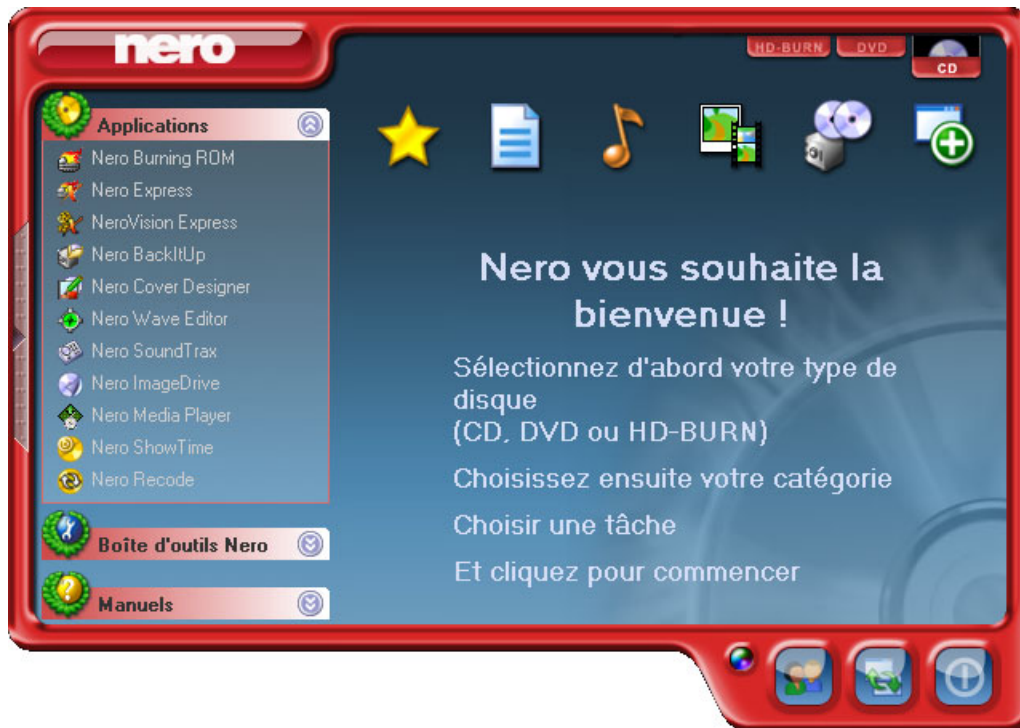 nero
HD-BURN
DVD
CD
Applications
Nero Burning ROM
Nero Express
NeroVision Express
Nero BackItUp
Nero Cover Designer
Nero Wave Editor
Nero SoundTrax
Nero ImageDrive
Nero Media Player
Nero ShowTime
Nero Recode
Boîte d'outils Nero
Manuels
Nero vous souhaite la
bienvenue !
Sélectionnez d'abord votre type de
disque
(CD, DVD ou HD-BURN)
Choisissez ensuite votre catégorie
Choisir une tâche
Et cliquez pour commencer